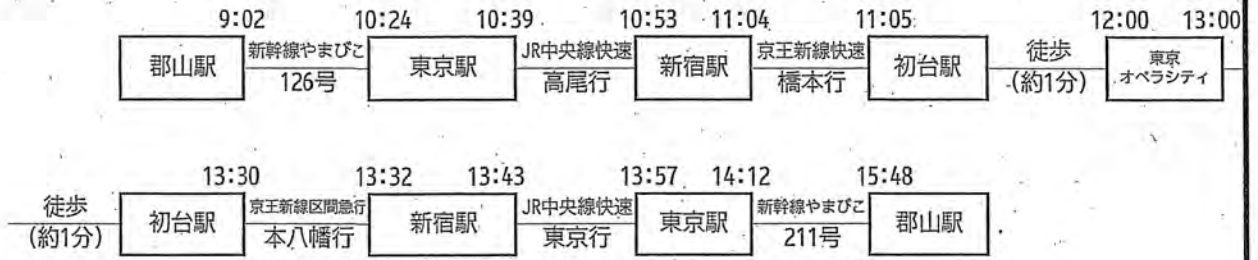 9:02 10:24 10:39 10:53 11:04 11:05 12:00 13:00
郡山駅 新幹線やまびこ 東京駅 JR中央線快速 新宿駅 京王新線快速 初台駅 徒歩 東京
126号 高尾行 橋本行 (約1分) オペラシティ
13:30 13:32 13:43 13:57 14:12 15:48
徒歩 初台駅 京王新線区間急行 新宿駅 JR中央線快速 東京駅 新幹線やまびこ 郡山駅
(約1分) 本八幡行 東京行 211号